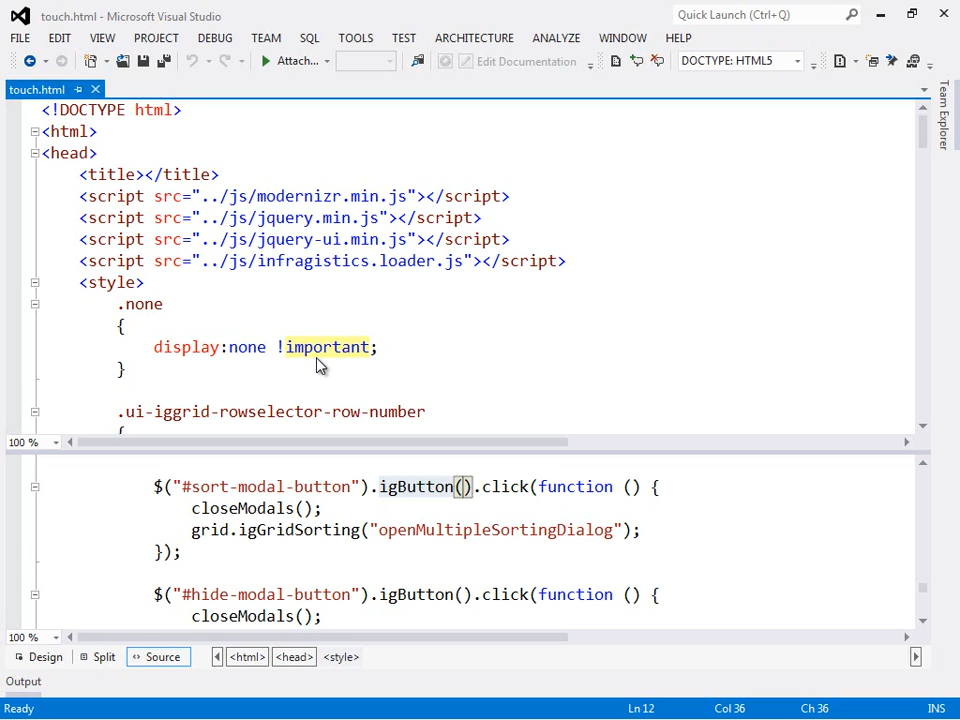 touch.html - Microsoft Visual Studio
Quick Launch (Ctrl+Q)
FILE EDIT VIEW PROJECT DEBUG TEAM SQL TOOLS TEST ARCHITECTURE ANALYZE WINDOW HELP
Attach... Edit Documentation DOCTYPE: HTML5
touch.html
Team Explorer
<!DOCTYPE html>
<html>
<head>
<title></title>
<script src="../js/modernizr.min.js"></script>
<script src="../js/jquery.min.js"></script>
<script src="../js/jquery-ui.min.js"></script>
<script src="../js/infragistics.loader.js"></script>
<style>
.none
{
display:none !important;
}
.ui-iggrid-rowselector-row-number
{
100 %
$("#sort-modal-button").igButton().click(function () {
closeModals();
grid.igGridSorting("openMultipleSortingDialog");
});
$("#hide-modal-button").igButton().click(function () {
closeModals();
100 %
Design Split Source <html> <head> <style>
Output
Ready Ln 12 Col 36 Ch 36 INS